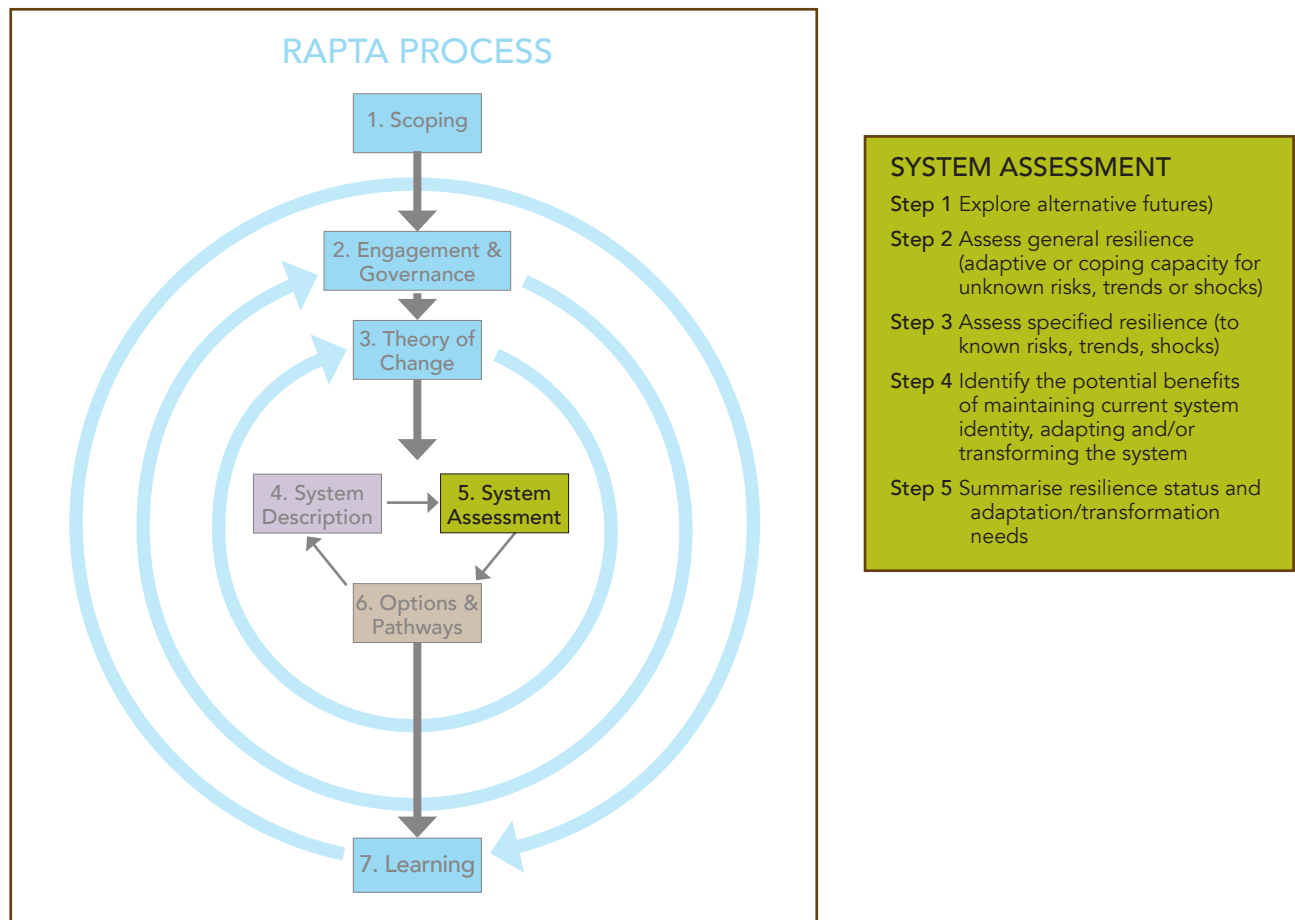 RAPTA PROCESS
1. Scoping
2. Engagement &
Governance
3. Theory of
Change
4. System
Description
5. System
Assessment
6. Options &
Pathways
7. Learning
SYSTEM ASSESSMENT
Step 1 Explore alternative futures)
Step 2 Assess general resilience
(adaptive or coping capacity for
unknown risks, trends or shocks)
Step 3 Assess specified resilience (to
known risks, trends, shocks)
Step 4 Identify the potential benefits
of maintaining current system
identity, adapting and/or
transforming the system
Step 5 Summarise resilience status and
adaptation/transformation
needs